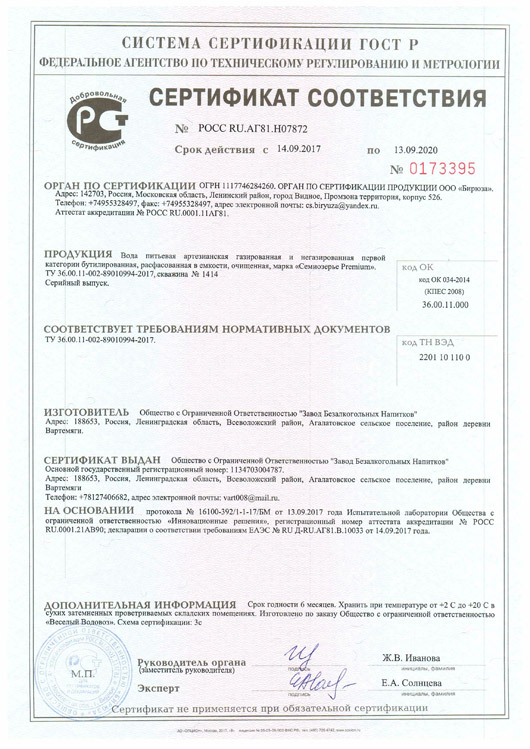 СИСТЕМА СЕРТИФИКАЦИИ ГОСТ Р
ФЕДЕРАЛЬНОЕ АГЕНТСТВО ПО ТЕХНИЧЕСКОМУ РЕГУЛИРОВАНИЮ И МЕТРОЛОГИИ
Добровольная
сертификация
СЕРТИФИКАТ СООТВЕТСТВИЯ
№ РОСС RU.АГ81.Н07872
Срок действия с 14.09.2017 по 13.09.2020
№ 0173395
ОРГАН ПО СЕРТИФИКАЦИИ ОГРН 1117746284260. ОРГАН ПО СЕРТИФИКАЦИИ ПРОДУКЦИИ ООО «Бирюза».
Адрес: 142703, Россия, Московская область, Ленинский район, город Видное, Промзона территория, корпус 526.
Телефон: +74955328497, факс: +74955328497, адрес электронной почты: cs.biryuza@yandex.ru.
Аттестат аккредитации № РОСС RU.0001.11АГ81.
ПРОДУКЦИЯ Вода питьевая артезианская газированная и негазированная первой
категории бутилированная, расфасованная в емкости, очищенная, марка «Семиозерье Premium».
ТУ 36.00.11-002-89010994-2017, скважина № 1414
Серийный выпуск.
код ОК
код ОК 034-2014
(КПЕС 2008)
36.00.11.000
СООТВЕТСТВУЕТ ТРЕБОВАНИЯМ НОРМАТИВНЫХ ДОКУМЕНТОВ
ТУ 36.00.11-002-89010994-2017.
код ТН ВЭД
2201 10 110 0
ИЗГОТОВИТЕЛЬ Общество с Ограниченной Ответственностью "Завод Безалкогольных Напитков"
Адрес: 188653, Россия, Ленинградская область, Всеволожский район, Агалатовское сельское поселение, район деревни
Вартемяги.
СЕРТИФИКАТ ВЫДАН Общество с Ограниченной Ответственностью "Завод Безалкогольных Напитков"
Основной государственный регистрационный номер: 1134703004787.
Адрес: 188653, Россия, Ленинградская область, Всеволожский район, Агалатовское сельское поселение, район деревни
Вартемяги
Телефон: +78127406682, адрес электронной почты: vart008@mail.ru.
НА ОСНОВАНИИ протокола № 16100-392/1-1-17/БМ от 13.09.2017 года Испытательной лаборатории Общества с
ограниченной ответственностью «Инновационные решения», регистрационный номер аттестата аккредитации № РОСС
RU.0001.21АВ90; декларации о соответствии требованиям ЕАЭС № RU Д-RU.АГ81.В.10033 от 14.09.2017 года.
ДОПОЛНИТЕЛЬНАЯ ИНФОРМАЦИЯ Срок годности 6 месяцев. Хранить при температуре от +2 С до +20 С в
сухих затемненных проветриваемых складских помещениях. Изготовлено по заказу Общество с ограниченной ответственностью
«Веселый Водовоз». Схема сертификации: 3с
М.П.
Руководитель органа
(заместитель руководителя)
подпись
Ж.В. Иванова
инициалы, фамилия
Эксперт
подпись
Е.А. Солнцева
инициалы, фамилия
Сертификат не применяется при обязательной сертификации